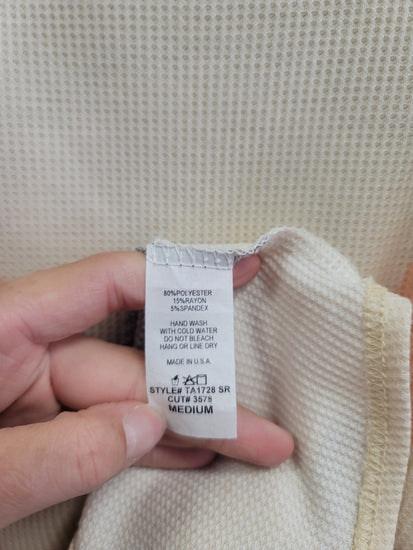 80%POLYESTER
15%RAYON
5%SPANDEX
HAND WASH
WITH COLD WATER
DO NOT BLEACH
HANG OR LINE DRY
MADE IN U.S.A
STYLE# TA1728 SR
CUT# 3578
MEDIUM